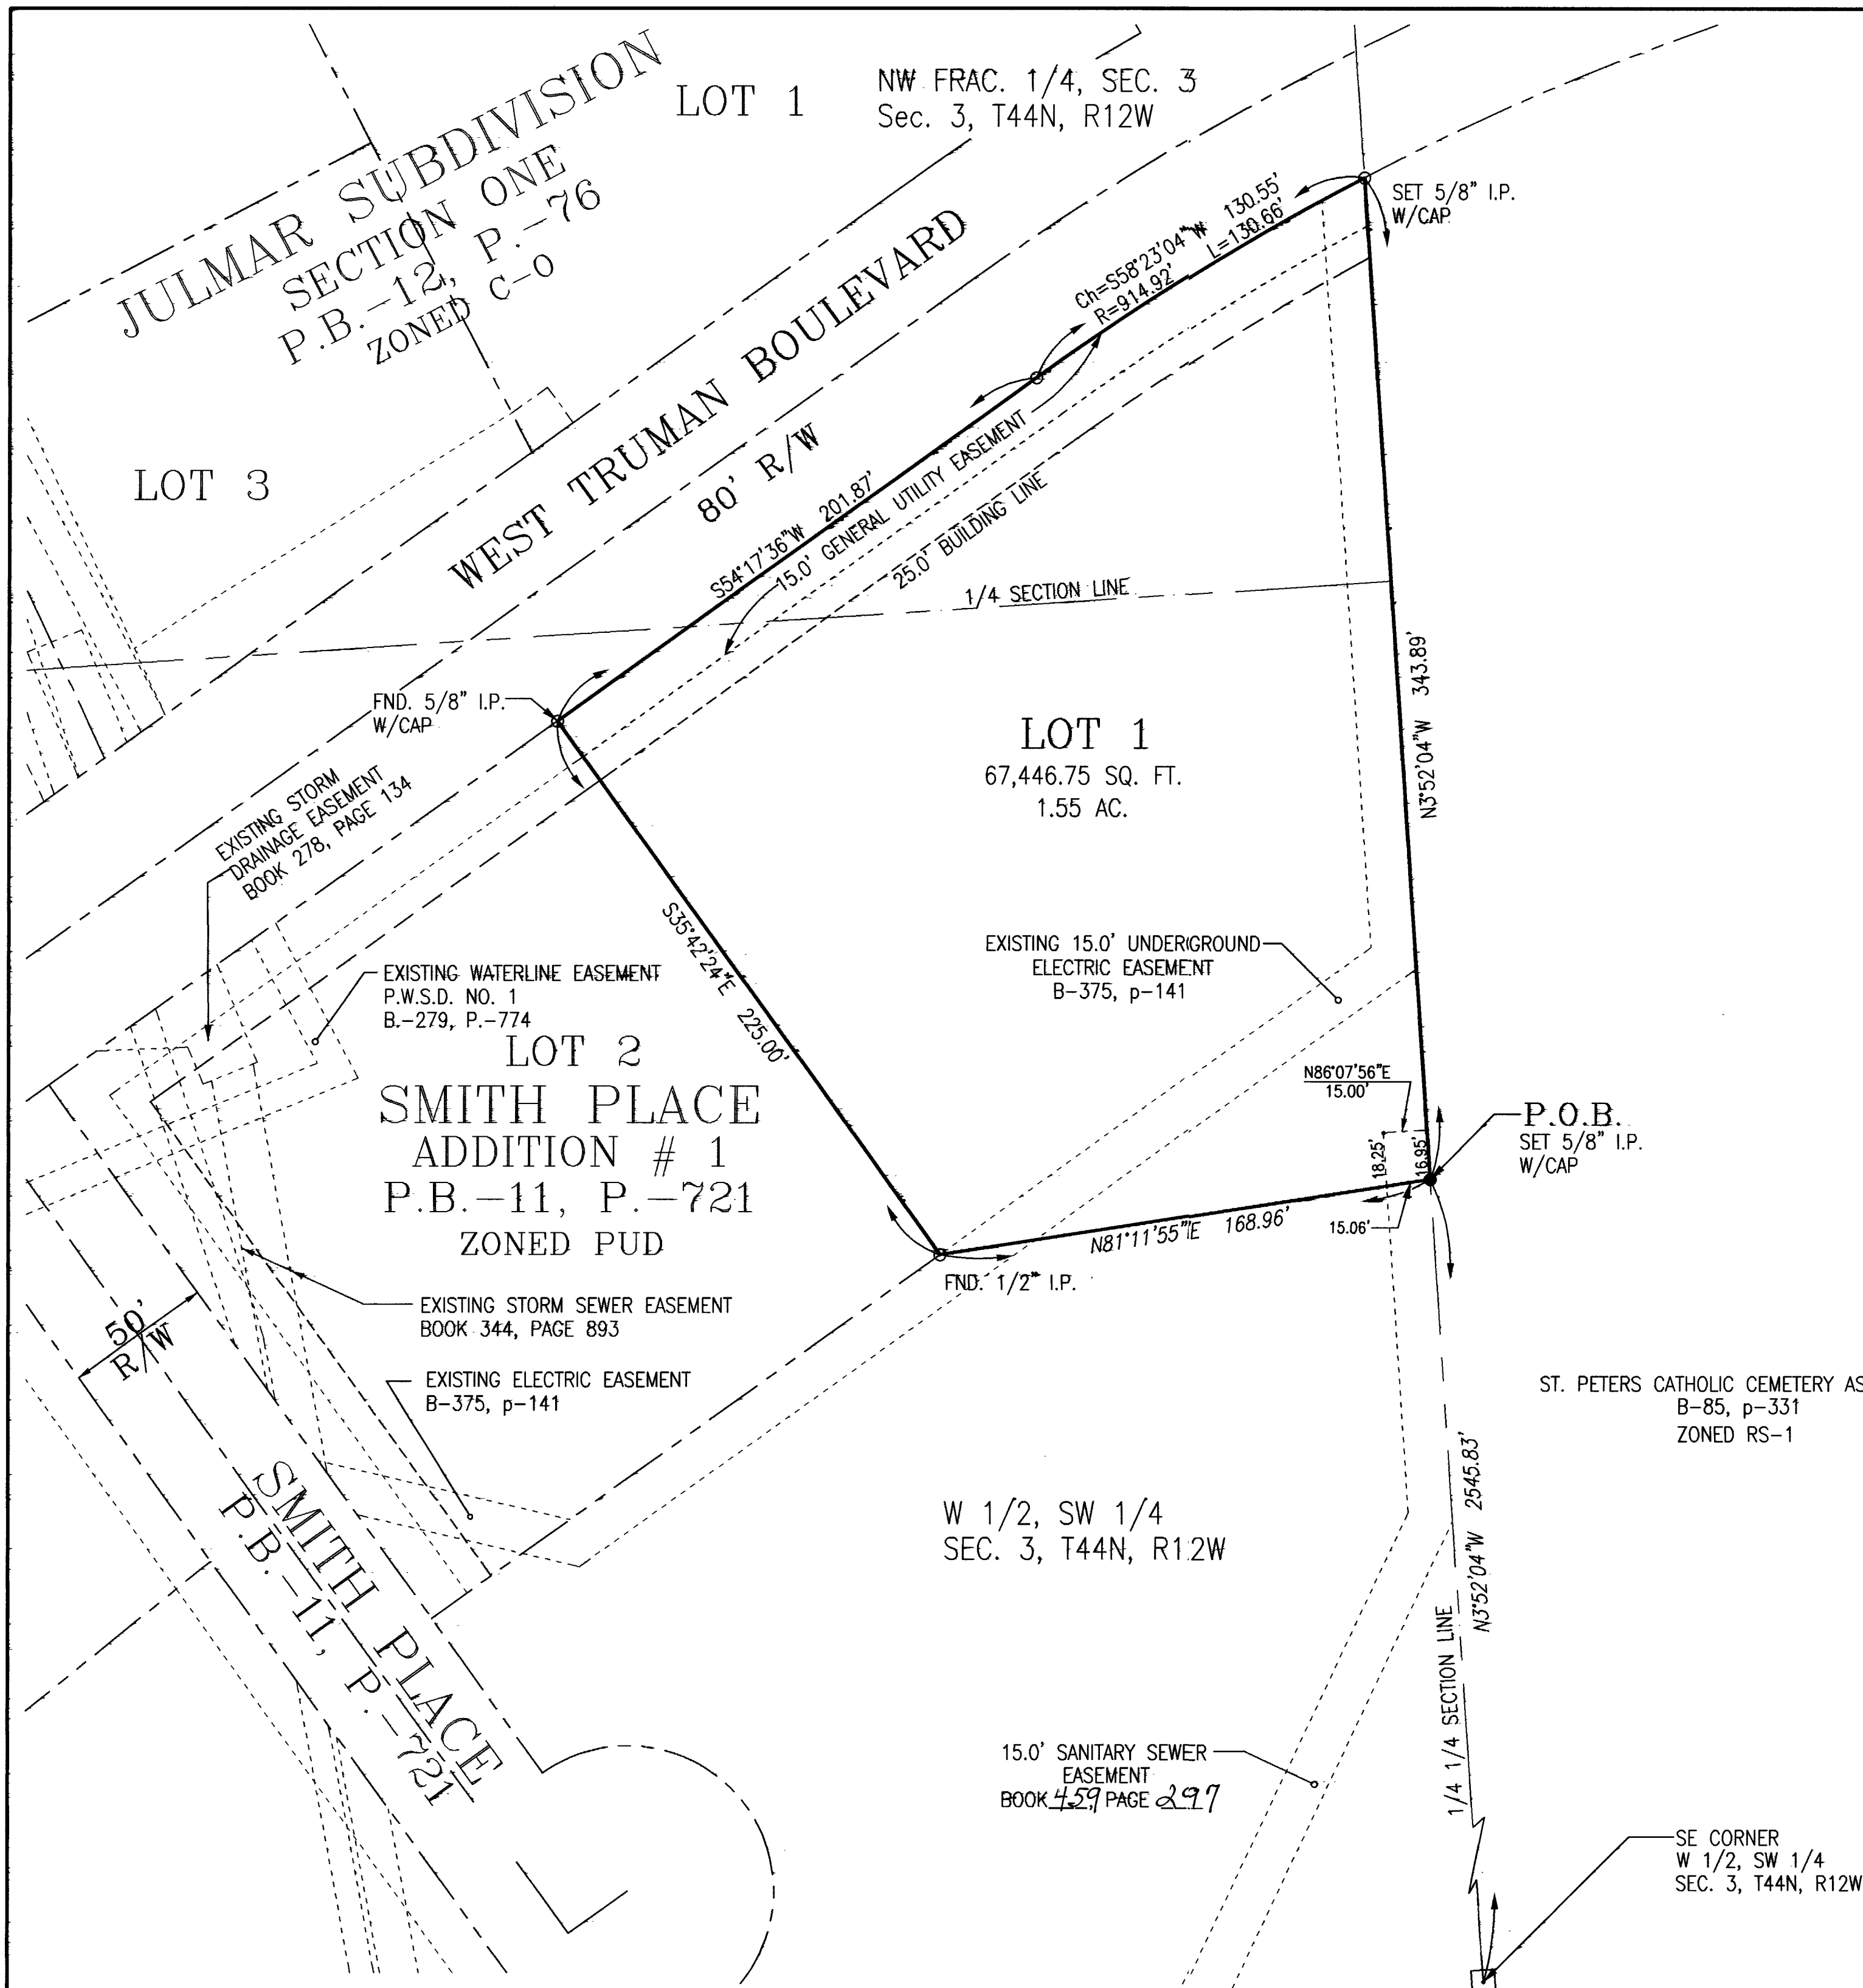 JULMAR SUBDIVISION
SECTION ONE
P.B.-12, P.-76
ZONED C-O
LOT 1
NW FRAC. 1/4, SEC. 3
Sec. 3, T44N, R12W
SET 5/8" I.P.
W/CAP
Ch=S58°23'04"W 130.55'
R=914.92' L=130.66'
LOT 3
WEST TRUMAN BOULEVARD
80' R/W
S54°17'36"W 201.87'
15.0' GENERAL UTILITY EASEMENT
25.0' BUILDING LINE
1/4 SECTION LINE
FND. 5/8" I.P.
W/CAP
N3°52'04"W 343.89'
LOT 1
67,446.75 SQ. FT.
1.55 AC.
EXISTING STORM
DRAINAGE EASEMENT
BOOK 278, PAGE 134
S35°42'24"E 225.00'
EXISTING 15.0' UNDERGROUND
ELECTRIC EASEMENT
B-375, p-141
EXISTING WATERLINE EASEMENT
P.W.S.D. NO. 1
B.-279, P.-774
LOT 2
SMITH PLACE
ADDITION # 1
P.B.-11, P.-721
ZONED PUD
N86°07'56"E
15.00'
18.25'
16.95'
15.06'
P.O.B.
SET 5/8" I.P.
W/CAP
N81°11'55"E 168.96'
FND. 1/2" I.P.
EXISTING STORM SEWER EASEMENT
BOOK 344, PAGE 893
50'
R/W
EXISTING ELECTRIC EASEMENT
B-375, p-141
ST. PETERS CATHOLIC CEMETERY AS
B-85, p-331
ZONED RS-1
SMITH PLACE
P.B.-11, P.-721
W 1/2, SW 1/4
SEC. 3, T44N, R12W
N3°52'04"W 2545.83'
1/4 1/4 SECTION LINE
15.0' SANITARY SEWER
EASEMENT
BOOK 459, PAGE 297
SE CORNER
W 1/2, SW 1/4
SEC. 3, T44N, R12W